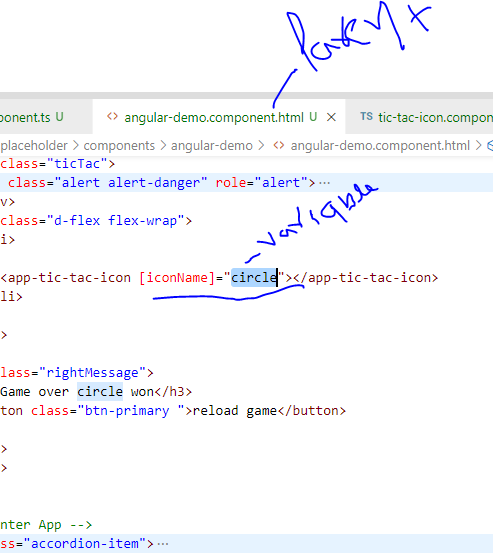 Parent
ponent.ts U <> angular-demo.component.html U × TS tic-tac-icon.compon
placeholder > components > angular-demo > <> angular-demo.component.html >
class="ticTac">
class="alert alert-danger" role="alert">···
v>
class="d-flex flex-wrap">
i>
variable
<app-tic-tac-icon [iconName]="circle"></app-tic-tac-icon>
li>
>
lass="rightMessage">
Game over circle won</h3>
ton class="btn-primary ">reload game</button>
>
>
nter App -->
ss="accordion-item">···